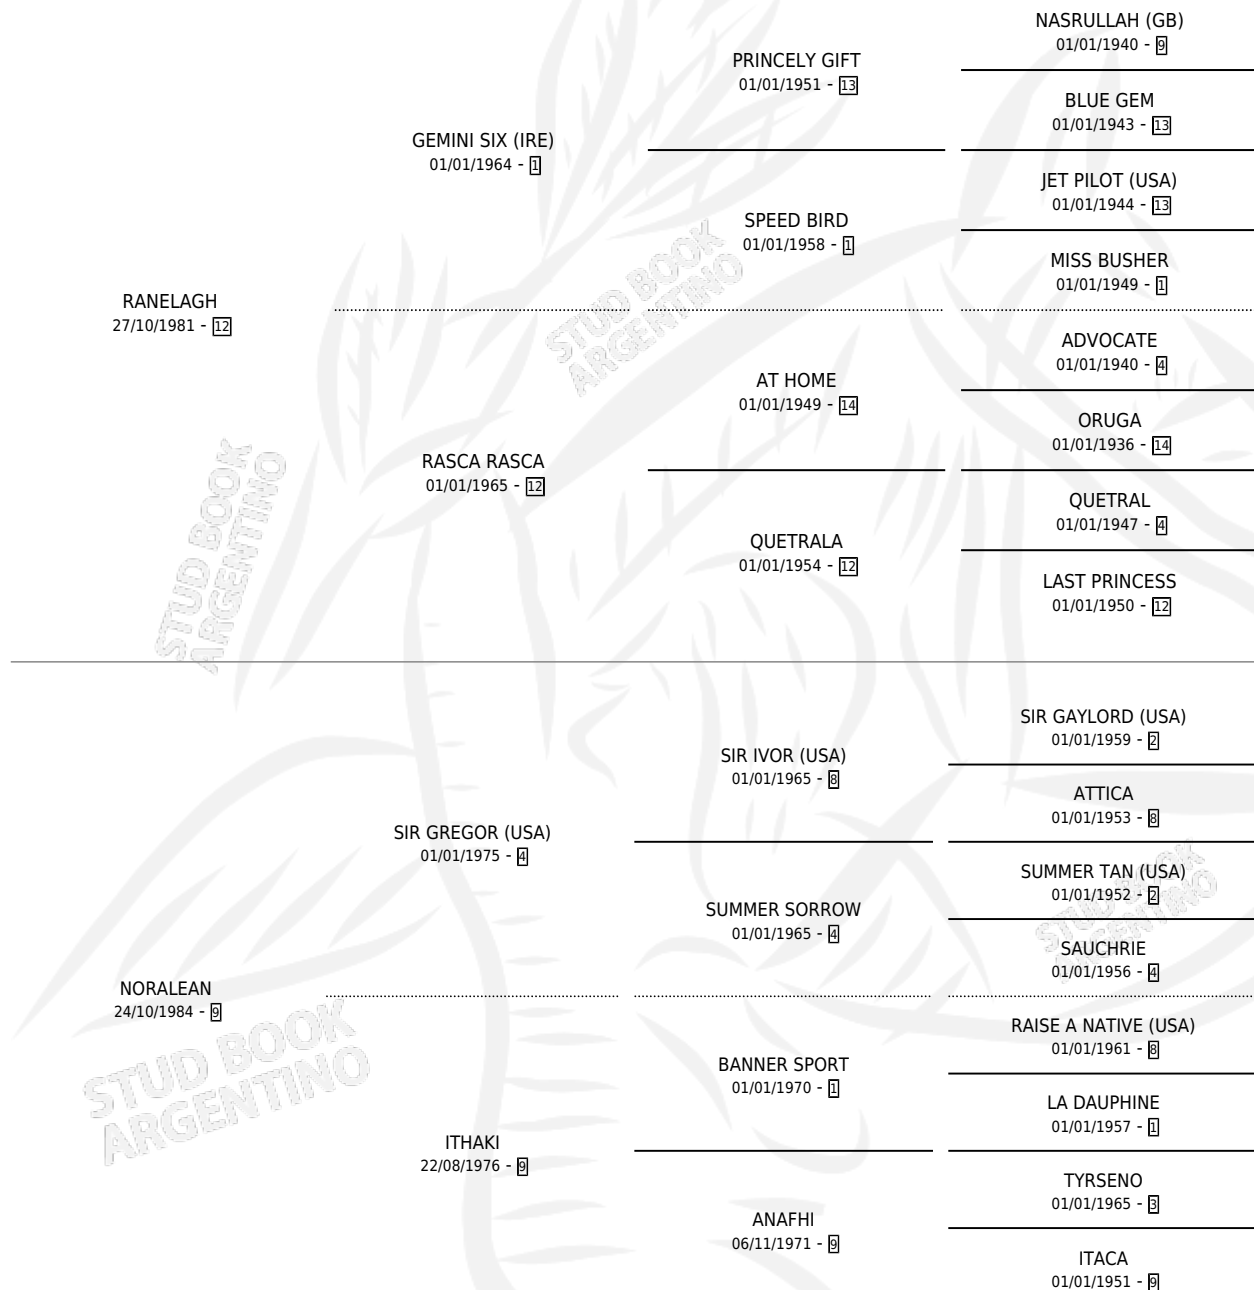 NASRULLAH (GB)
01/01/1940 - 9
PRINCELY GIFT
01/01/1951 - 13
BLUE GEM
01/01/1943 - 13
GEMINI SIX (IRE)
01/01/1964 - 1
JET PILOT (USA)
01/01/1944 - 13
SPEED BIRD
01/01/1958 - 1
MISS BUSHER
01/01/1949 - 1
RANELAGH
27/10/1981 - 12
STUD BOOK
ARGENTINO
ADVOCATE
01/01/1940 - 4
AT HOME
01/01/1949 - 14
ORUGA
01/01/1936 - 14
RASCA RASCA
01/01/1965 - 12
QUETRAL
01/01/1947 - 4
QUETRALA
01/01/1954 - 12
LAST PRINCESS
01/01/1950 - 12
STUD BOOK
ARGENTINO
SIR GAYLORD (USA)
01/01/1959 - 2
SIR IVOR (USA)
01/01/1965 - 8
ATTICA
01/01/1953 - 8
SIR GREGOR (USA)
01/01/1975 - 4
SUMMER TAN (USA)
01/01/1952 - 2
SUMMER SORROW
01/01/1965 - 4
SAUCHRIE
01/01/1956 - 4
STUD BOOK
ARGENTINO
NORALEAN
24/10/1984 - 9
STUD BOOK
ARGENTINO
RAISE A NATIVE (USA)
01/01/1961 - 8
BANNER SPORT
01/01/1970 - 1
LA DAUPHINE
01/01/1957 - 1
ITHAKI
22/08/1976 - 9
TYRSENO
01/01/1965 - 3
ANAFHI
06/11/1971 - 9
ITACA
01/01/1951 - 9